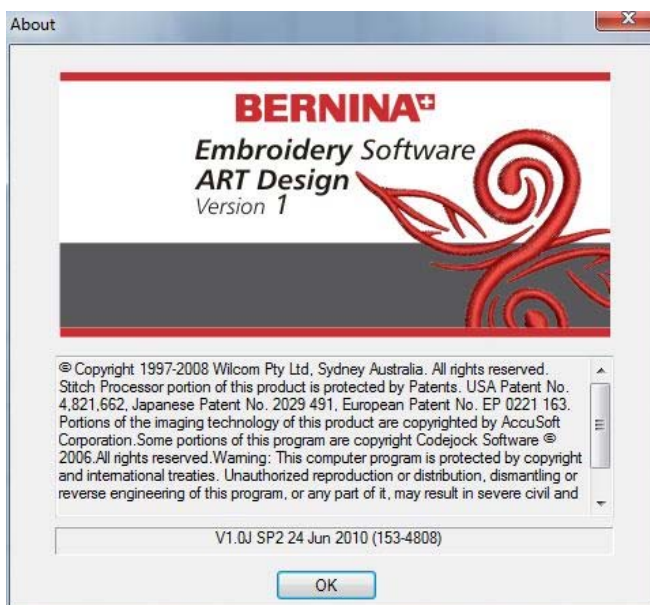 About
BERNINA
Embroidery Software
ART Design
Version 1
© Copyright 1997-2008 Wilcom Pty Ltd, Sydney Australia. All rights reserved.
Stitch Processor portion of this product is protected by Patents. USA Patent No.
4,821,662, Japanese Patent No. 2029 491, European Patent No. EP 0221 163.
Portions of the imaging technology of this product are copyrighted by AccuSoft
Corporation.Some portions of this program are copyright Codejock Software ©
2006.All rights reserved.Warning: This computer program is protected by copyright
and international treaties. Unauthorized reproduction or distribution, dismantling or
reverse engineering of this program, or any part of it, may result in severe civil and
V1.0J SP2 24 Jun 2010 (153-4808)
OK